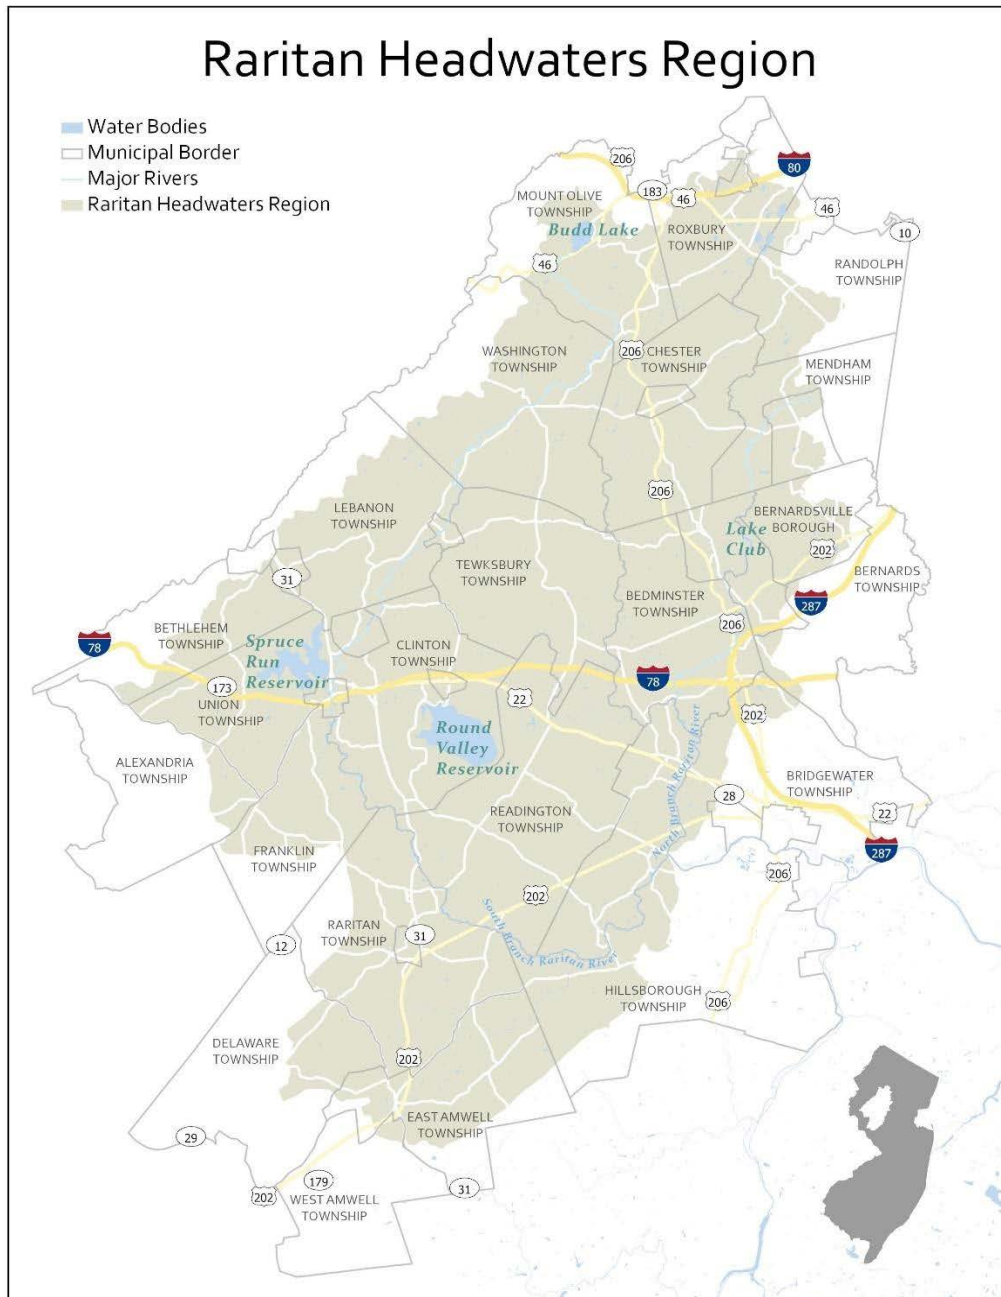 Raritan Headwaters Region
Water Bodies
Municipal Border
Major Rivers
Raritan Headwaters Region
206
80
183
46
MOUNT OLIVE
TOWNSHIP
Budd Lake
ROXBURY
TOWNSHIP
46
10
46
RANDOLPH
TOWNSHIP
WASHINGTON
TOWNSHIP
206
CHESTER
TOWNSHIP
MENDHAM
TOWNSHIP
206
LEBANON
TOWNSHIP
BERNARDSVILLE
BOROUGH
Lake
Club
202
31
TEWKSBURY
TOWNSHIP
BERNARDS
TOWNSHIP
BEDMINSTER
TOWNSHIP
287
206
BETHLEHEM
TOWNSHIP
78
Spruce
Run
Reservoir
CLINTON
TOWNSHIP
78
173
UNION
TOWNSHIP
22
202
Round
Valley
Reservoir
ALEXANDRIA
TOWNSHIP
North Branch Raritan River
BRIDGEWATER
TOWNSHIP
28
22
READINGTON
TOWNSHIP
287
FRANKLIN
TOWNSHIP
206
202
South Branch Raritan River
RARITAN
TOWNSHIP
31
12
HILLSBOROUGH
TOWNSHIP
206
DELAWARE
TOWNSHIP
202
EAST AMWELL
TOWNSHIP
29
179
31
202
WEST AMWELL
TOWNSHIP